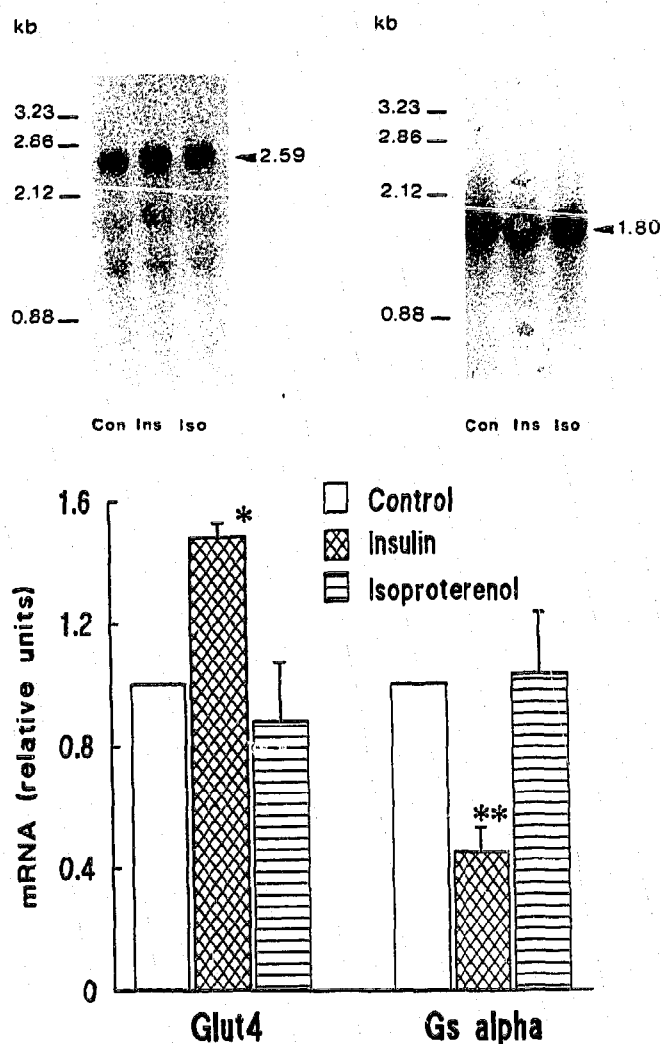 kb
3.23
2.86
2.12
0.88
2.59
Con Ins Iso
kb
3.23
2.86
2.12
0.88
1.80
Con Ins Iso
Control
Insulin
Isoproterenol
mRNA (relative units)
1.6
1.2
0.8
0.4
0
*
**
Glut4
Gs alpha